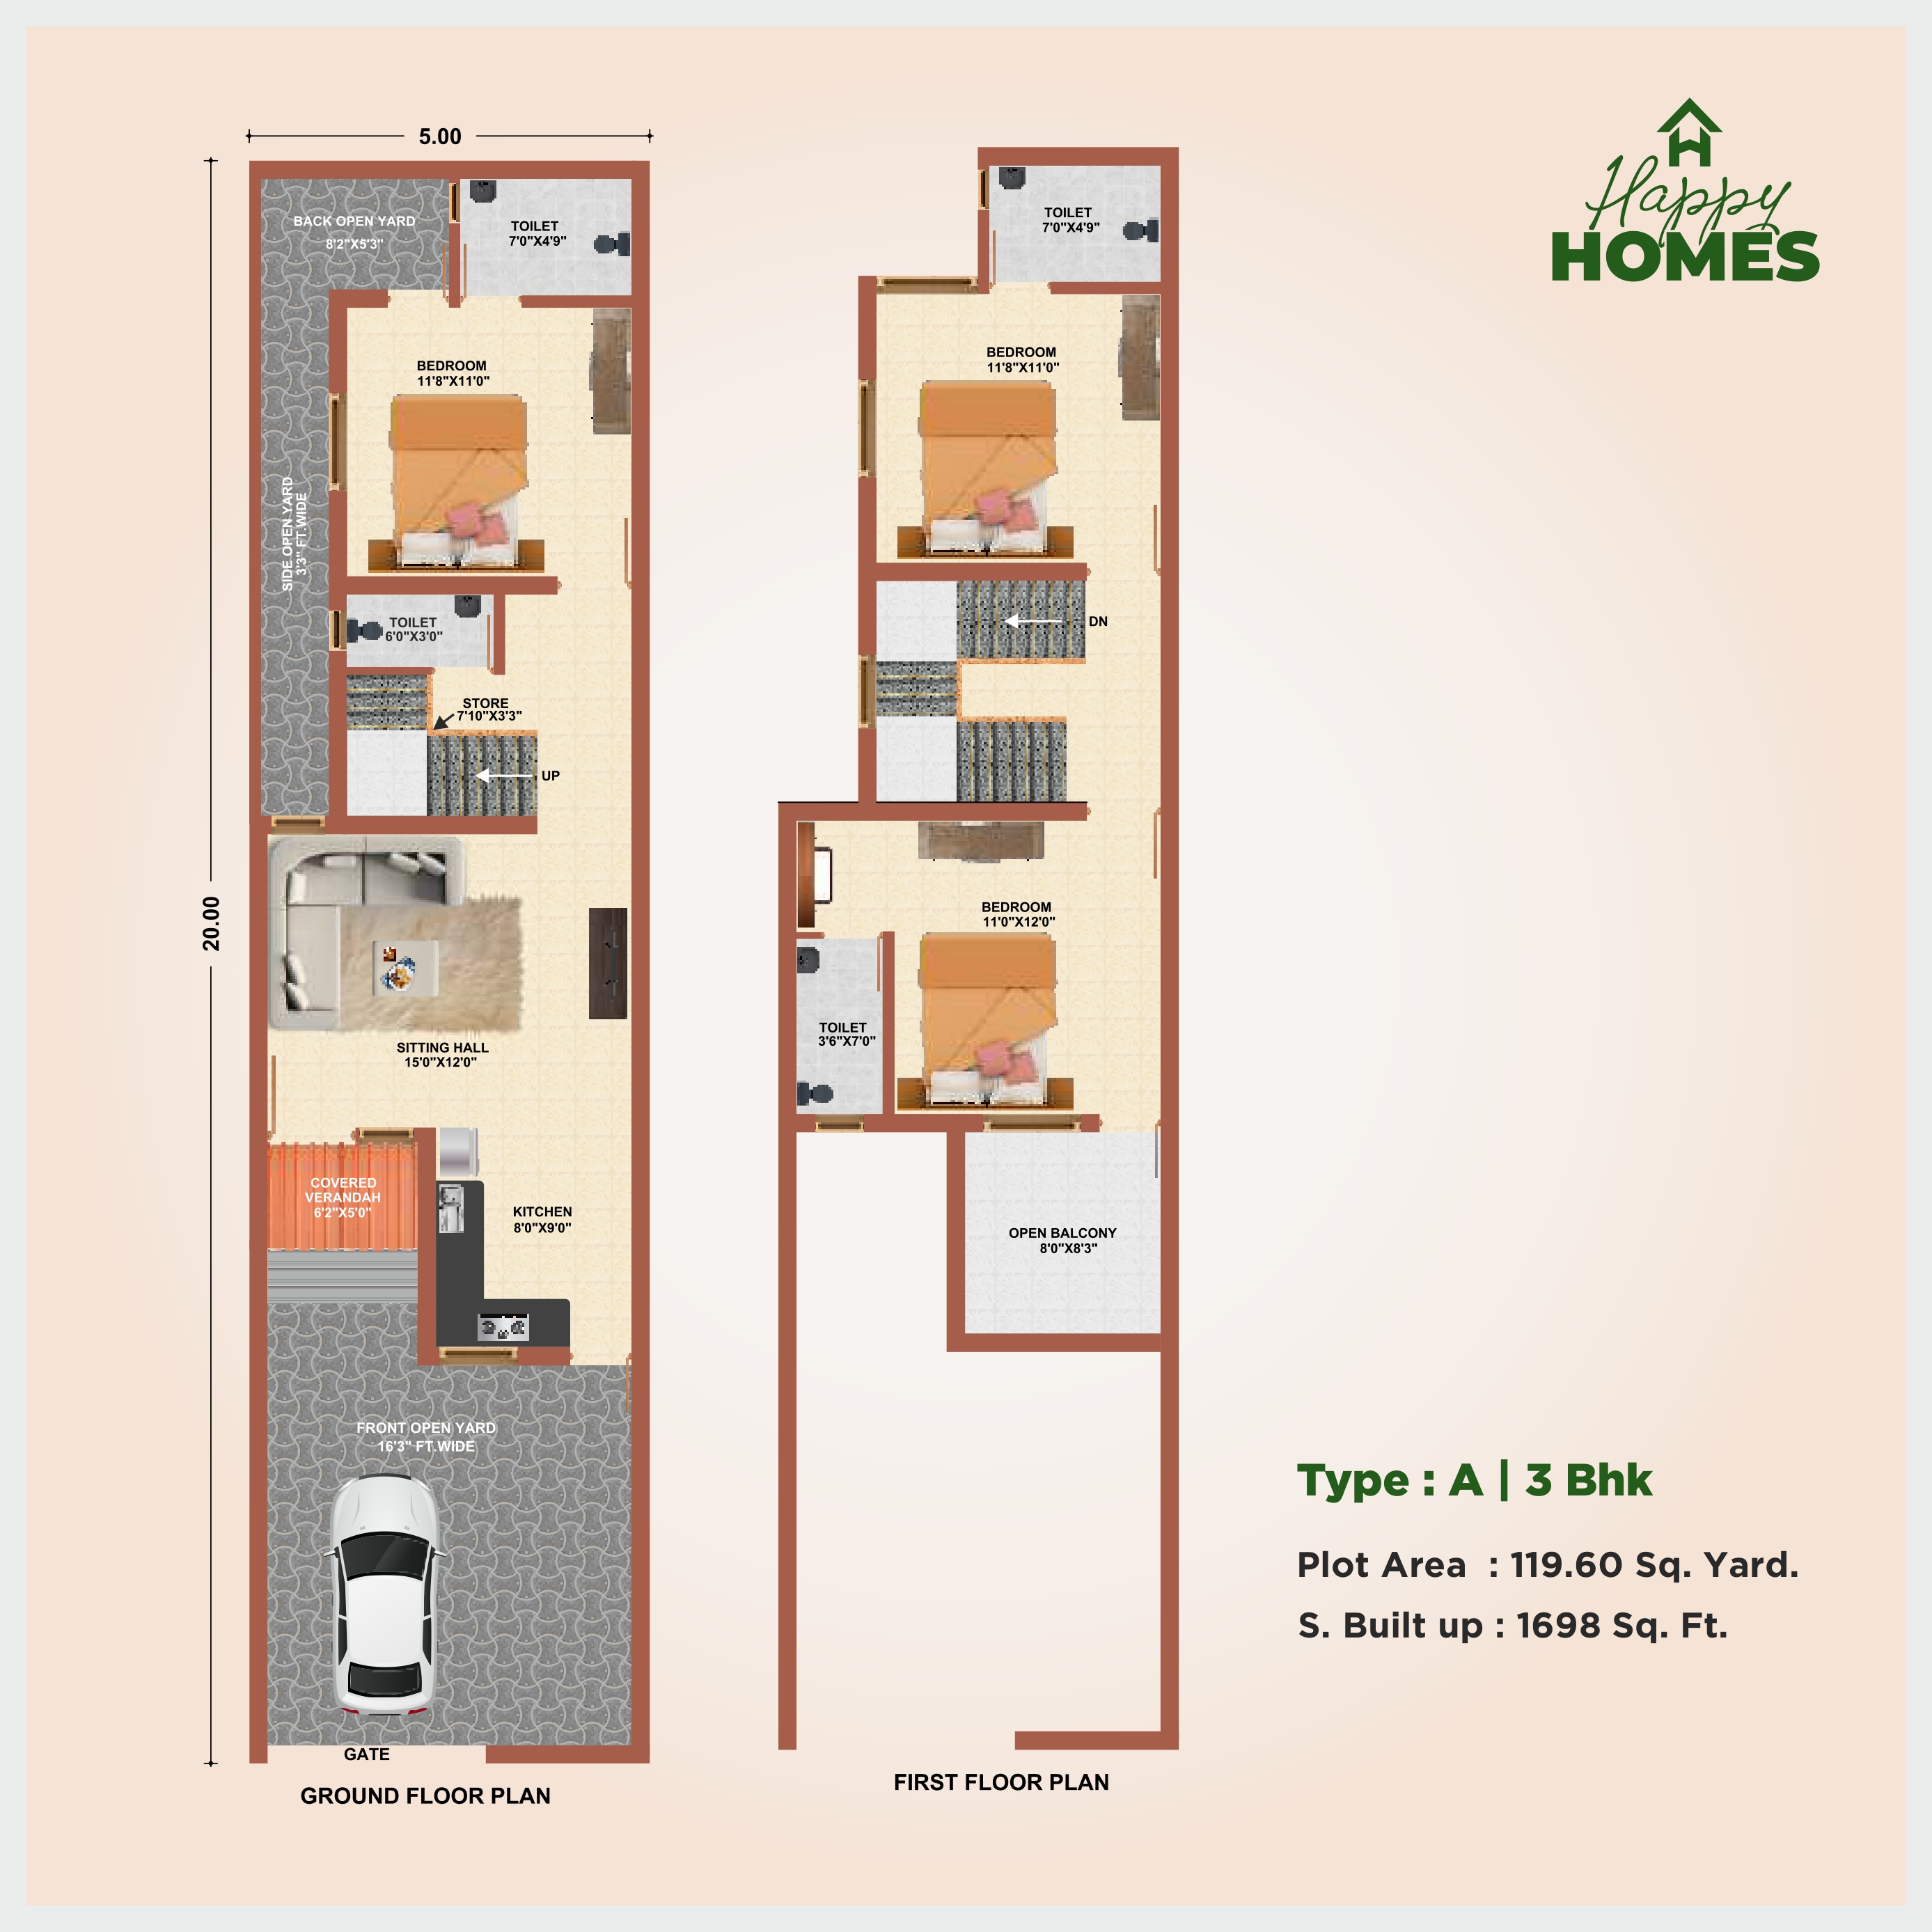 Happy
HOMES
5.00
20.00
BACK OPEN YARD
8'2"X5'3"
TOILET
7'0"X4'9"
BEDROOM
11'8"X11'0"
SIDE OPEN YARD
3'3" FT.WIDE
TOILET
6'0"X3'0"
STORE
7'10"X3'3"
UP
SITTING HALL
15'0"X12'0"
COVERED
VERANDAH
6'2"X5'0"
KITCHEN
8'0"X9'0"
FRONT OPEN YARD
16'3" FT.WIDE
GATE
GROUND FLOOR PLAN
TOILET
7'0"X4'9"
BEDROOM
11'8"X11'0"
DN
BEDROOM
11'0"X12'0"
TOILET
3'6"X7'0"
OPEN BALCONY
8'0"X8'3"
FIRST FLOOR PLAN
Type : A | 3 Bhk
Plot Area : 119.60 Sq. Yard.
S. Built up : 1698 Sq. Ft.